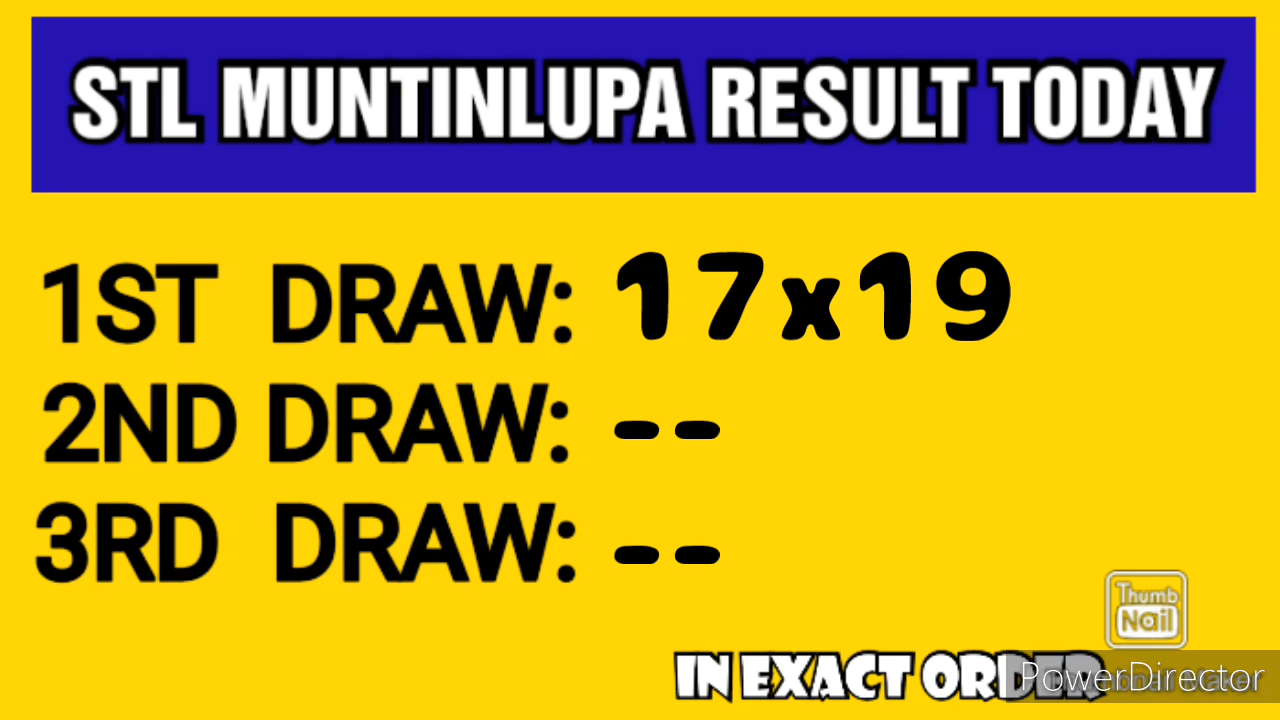 STL MUNTINLUPA RESULT TODAY
1ST DRAW: 17x19
2ND DRAW: --
3RD DRAW: --
Thumb
Nail
IN EXACT ORDER
PowerDirector